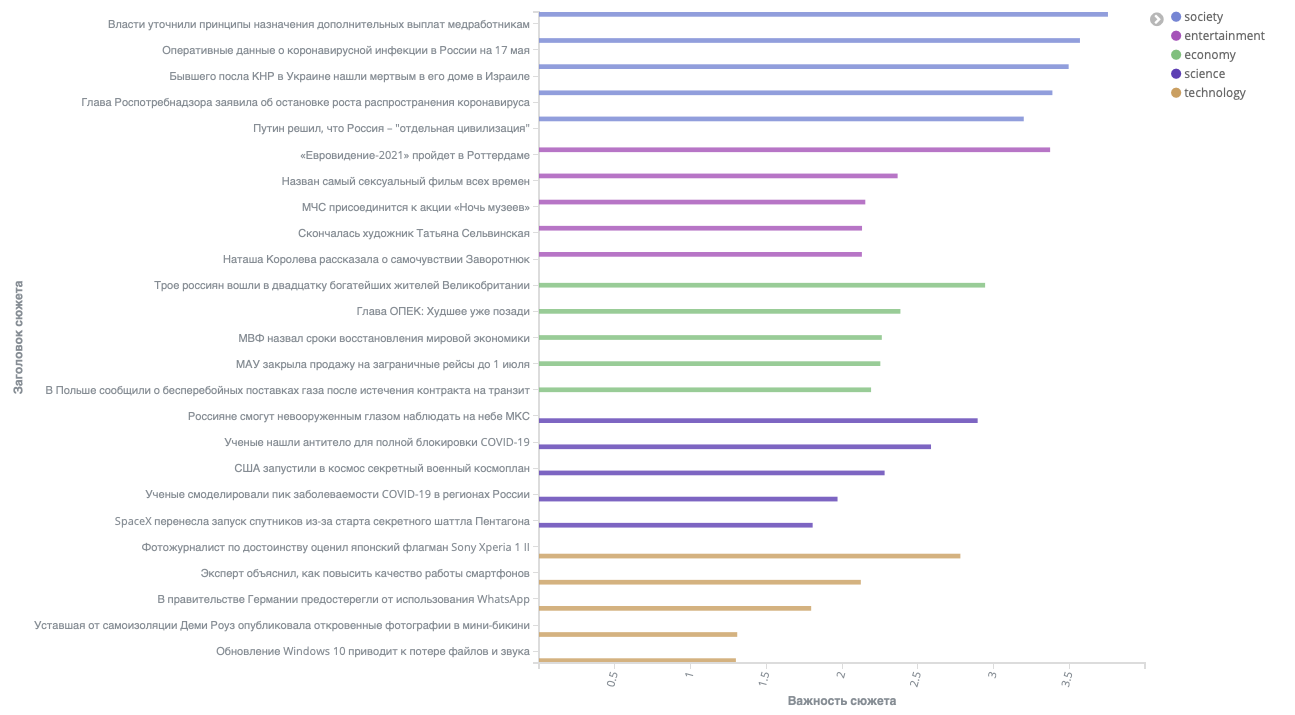 Власти уточнили принципы назначения дополнительных выплат медработникам
Оперативные данные о коронавирусной инфекции в России на 17 мая
Бывшего посла КНР в Украине нашли мертвым в его доме в Израиле
Глава Роспотребнадзора заявила об остановке роста распространения коронавируса
Путин решил, что Россия – "отдельная цивилизация"
«Евровидение-2021» пройдет в Роттердаме
Назван самый сексуальный фильм всех времен
МЧС присоединится к акции «Ночь музеев»
Скончалась художник Татьяна Сельвинская
Наташа Королева рассказала о самочувствии Заворотнюк
Трое россиян вошли в двадцатку богатейших жителей Великобритании
Глава ОПЕК: Худшее уже позади
МВФ назвал сроки восстановления мировой экономики
МАУ закрыла продажу на заграничные рейсы до 1 июля
В Польше сообщили о бесперебойных поставках газа после истечения контракта на транзит
Россияне смогут невооруженным глазом наблюдать на небе МКС
Ученые нашли антитело для полной блокировки COVID-19
США запустили в космос секретный военный космоплан
Ученые смоделировали пик заболеваемости COVID-19 в регионах России
SpaceX перенесла запуск спутников из-за старта секретного шаттла Пентагона
Фотожурналист по достоинству оценил японский флагман Sony Xperia 1 II
Эксперт объяснил, как повысить качество работы смартфонов
В правительстве Германии предостерегли от использования WhatsApp
Уставшая от самоизоляции Деми Роуз опубликовала откровенные фотографии в мини-бикини
Обновление Windows 10 приводит к потере файлов и звука
Заголовок сюжета
0.5
1
1.5
2
2.5
3
3.5
Важность сюжета
society
entertainment
economy
science
technology